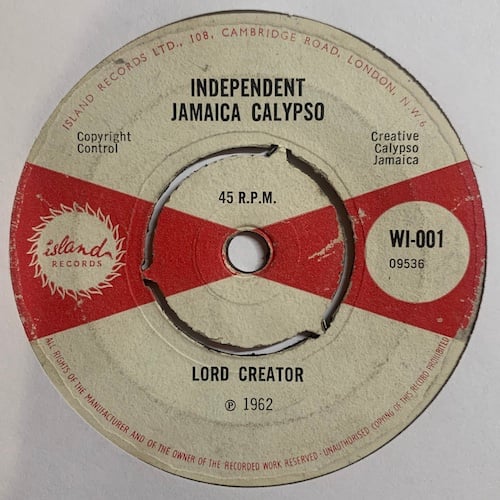 ISLAND RECORDS LTD., 108, CAMBRIDGE ROAD, LONDON, N.W.6
INDEPENDENT
JAMAICA CALYPSO
Copyright
Control
Creative
Calypso
Jamaica
45 R.P.M.
island
RECORDS
WI-001
09536
LORD CREATOR
℗ 1962
ALL RIGHTS OF THE MANUFACTURER AND OF THE OWNER OF THE RECORDED WORK RESERVED · UNAUTHORISED COPYING OF THIS RECORD PROHIBITED